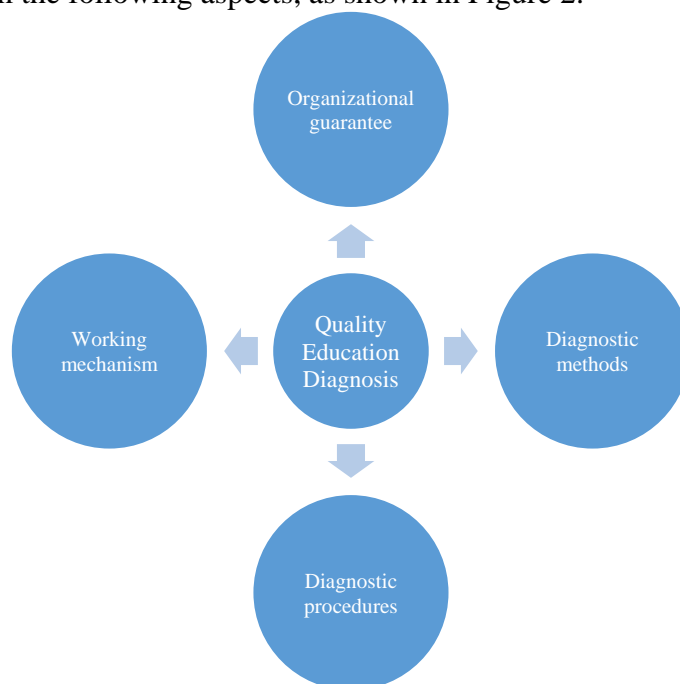 the following aspects, as shown in Figure 2.
Organizational
guarantee
Working
mechanism
Quality
Education
Diagnosis
Diagnostic
methods
Diagnostic
procedures